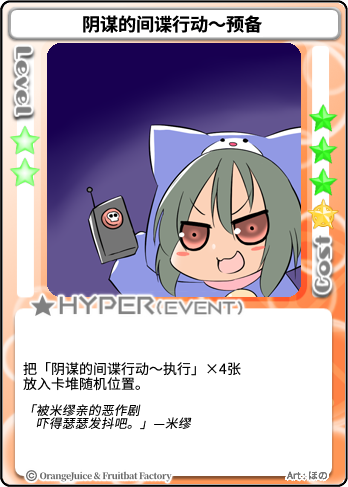 阴谋的间谍行动～预备
Level
Cost
HYPER(EVENT)
把「阴谋的间谍行动～执行」×4张
放入卡堆随机位置。
「被米缪亲的恶作剧
吓得瑟瑟发抖吧。」—米缪
© OrangeJuice & Fruitbat Factory
Art : ほの